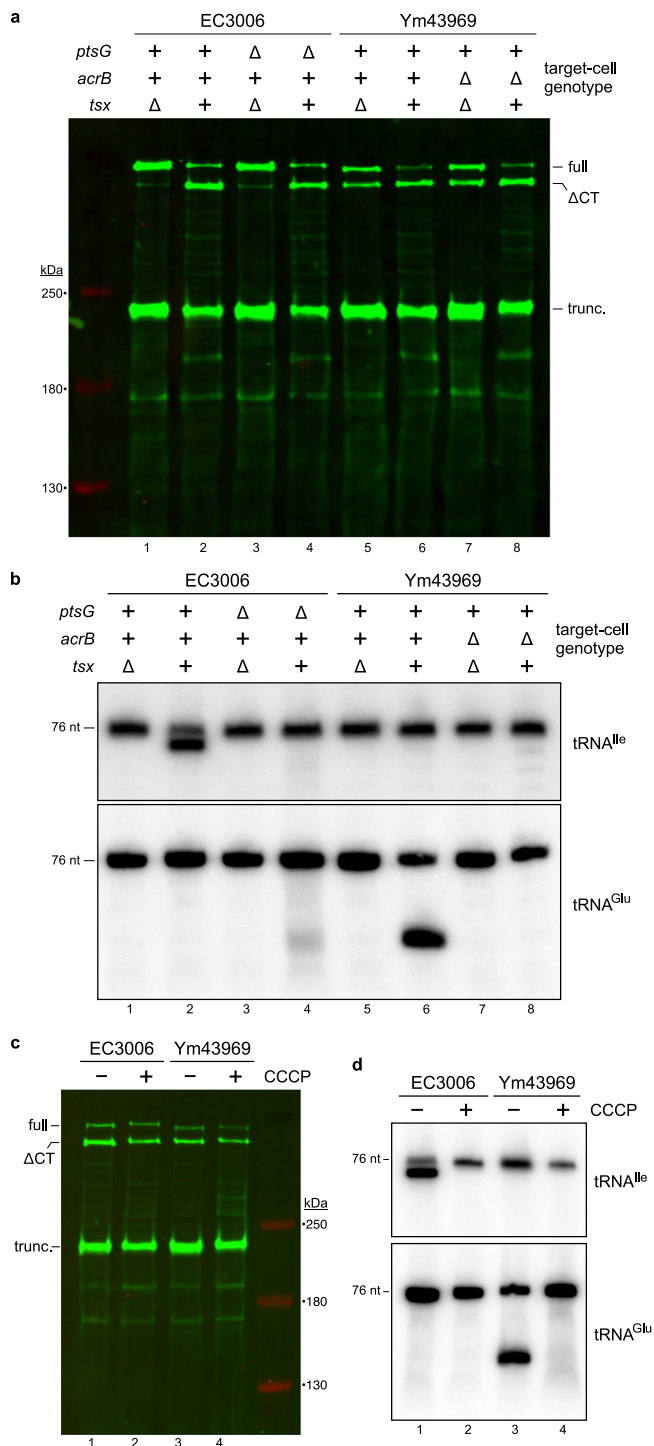 a
EC3006 Ym43969
ptsG + + Δ Δ + + + +
acrB + + + + + + Δ Δ
tsx Δ + Δ + Δ + Δ +
target-cell
genotype
full
ΔCT
kDa
250
trunc.
180
130
1 2 3 4 5 6 7 8
b
EC3006 Ym43969
ptsG + + Δ Δ + + + +
acrB + + + + + + Δ Δ
tsx Δ + Δ + Δ + Δ +
target-cell
genotype
76 nt
tRNAIle
76 nt
tRNAGlu
1 2 3 4 5 6 7 8
c
EC3006 Ym43969
− + − + CCCP
full
ΔCT
kDa
•250
trunc.
•180
•130
1 2 3 4
d
EC3006 Ym43969
− + − + CCCP
76 nt
tRNAIle
76 nt
tRNAGlu
1 2 3 4